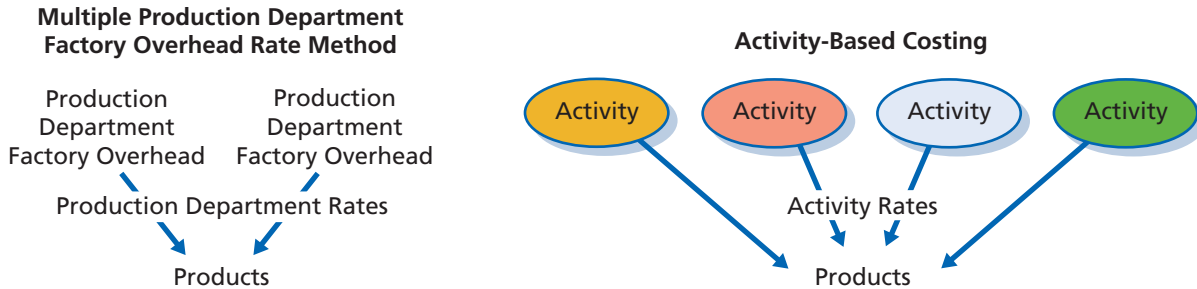 Multiple Production Department
Factory Overhead Rate Method
Production
Department
Factory Overhead
Production
Department
Factory Overhead
Production Department Rates
Products
Activity-Based Costing
Activity
Activity
Activity
Activity
Activity Rates
Products